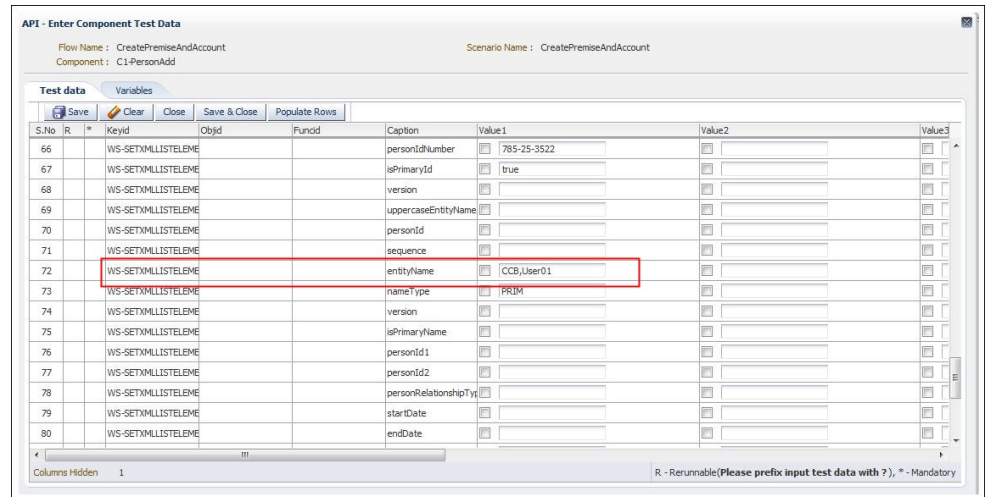 API - Enter Component Test Data
Flow Name : CreatePremiseAndAccount Scenario Name : CreatePremiseAndAccount
Component : C1-PersonAdd
Test data Variables
Save Clear Close Save & Close Populate Rows
S.No R * Keyid Objid Funcid Caption Value1 Value2 Value3
66 WS-SETXMLLISTELEME personIdNumber 785-25-3522
67 WS-SETXMLLISTELEME isPrimaryId true
68 WS-SETXMLLISTELEME version
69 WS-SETXMLLISTELEME uppercaseEntityName
70 WS-SETXMLLISTELEME personId
71 WS-SETXMLLISTELEME sequence
72 WS-SETXMLLISTELEME entityName CCB,User01
73 WS-SETXMLLISTELEME nameType PRIM
74 WS-SETXMLLISTELEME version
75 WS-SETXMLLISTELEME isPrimaryName
76 WS-SETXMLLISTELEME personId1
77 WS-SETXMLLISTELEME personId2
78 WS-SETXMLLISTELEME personRelationshipTyp
79 WS-SETXMLLISTELEME startDate
80 WS-SETXMLLISTELEME endDate
Columns Hidden 1 R - Rerunnable(Please prefix input test data with ? ), * - Mandatory